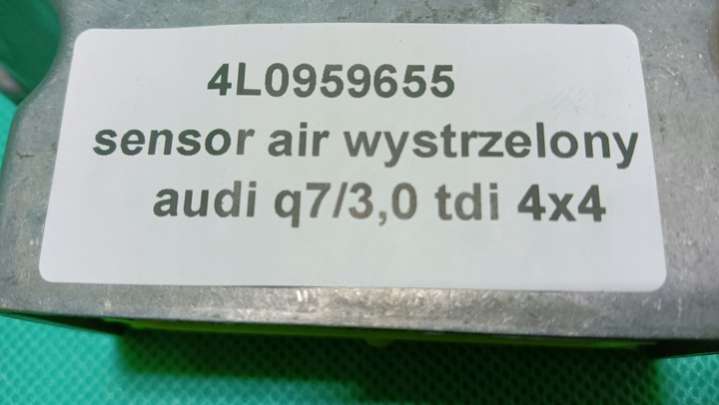 4L0959655
sensor air wystrzelony
audi q7/3,0 tdi 4x4